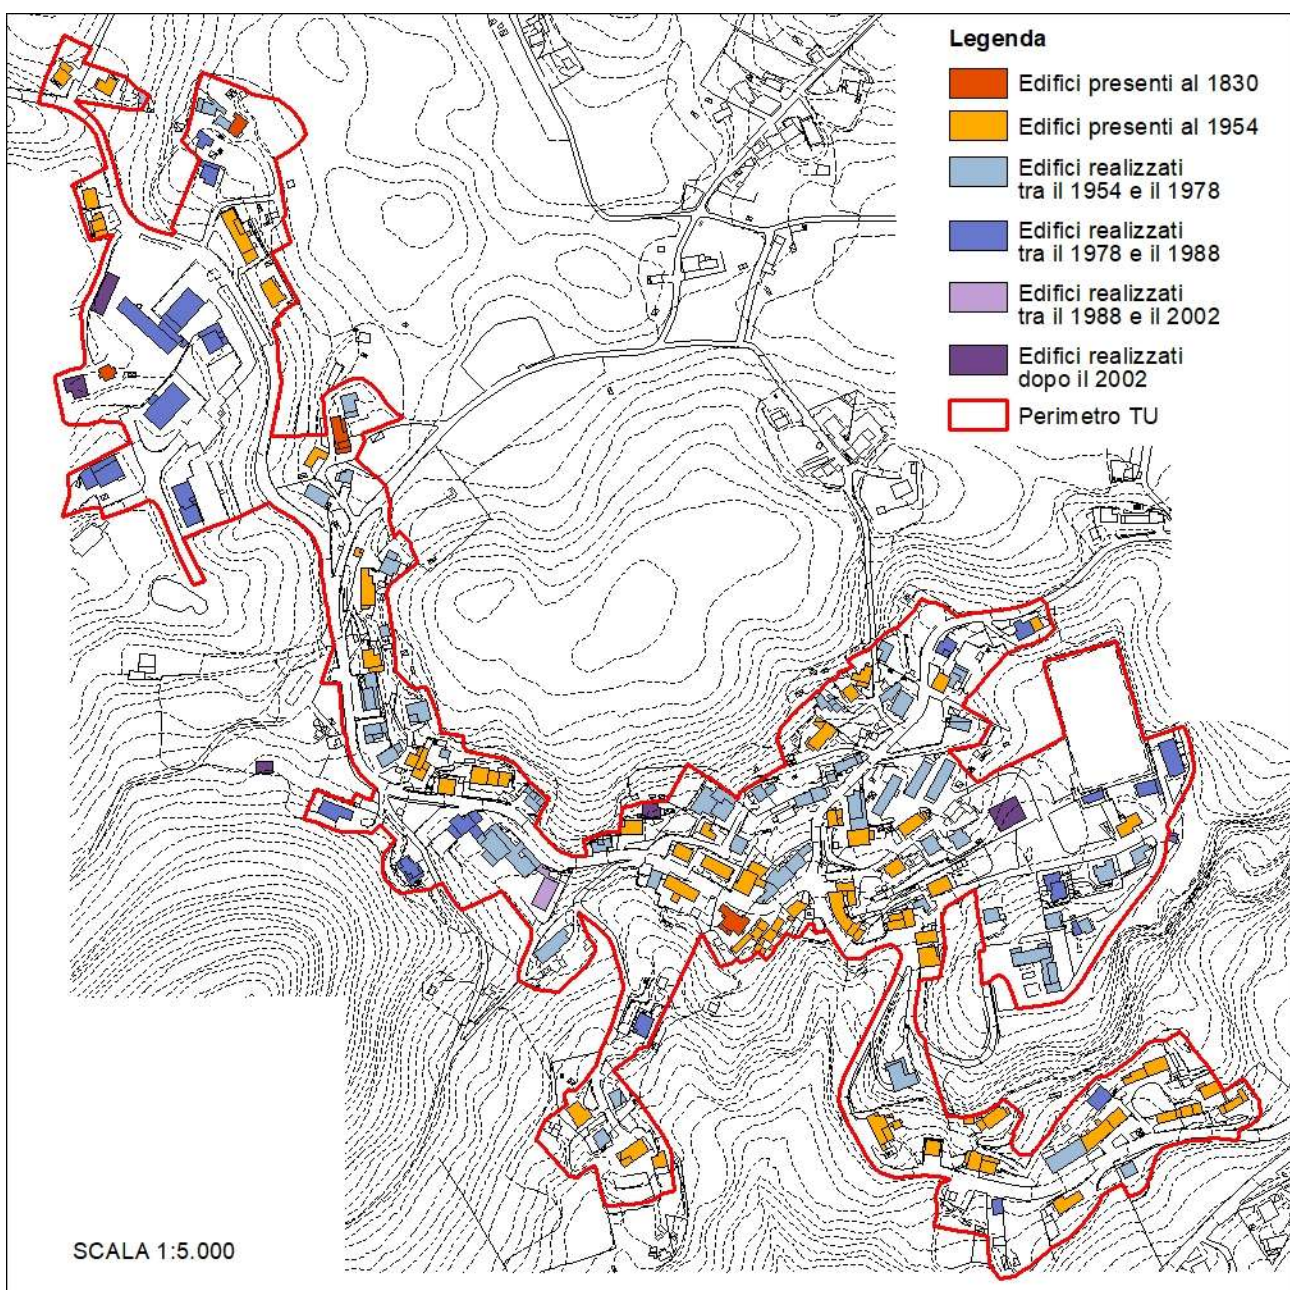 Legenda
Edifici presenti al 1830
Edifici presenti al 1954
Edifici realizzati
tra il 1954 e il 1978
Edifici realizzati
tra il 1978 e il 1988
Edifici realizzati
tra il 1988 e il 2002
Edifici realizzati
dopo il 2002
Perimetro TU
SCALA 1:5.000